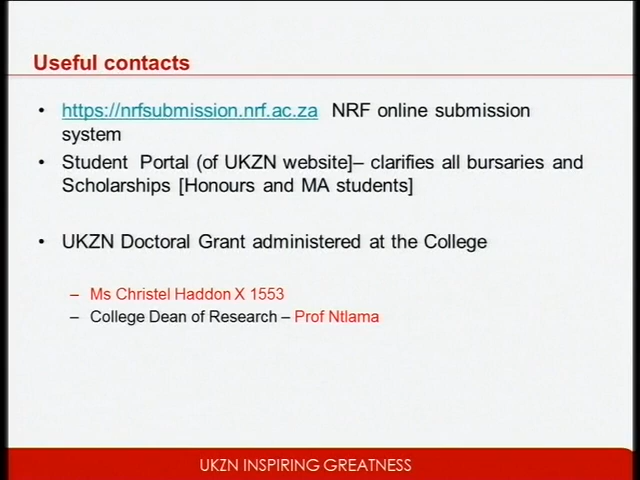 Useful contacts
• https://nrfsubmission.nrf.ac.za NRF online submission
system
• Student Portal (of UKZN website]– clarifies all bursaries and
Scholarships [Honours and MA students]
• UKZN Doctoral Grant administered at the College
– Ms Christel Haddon X 1553
– College Dean of Research – Prof Ntlama
UKZN INSPIRING GREATNESS